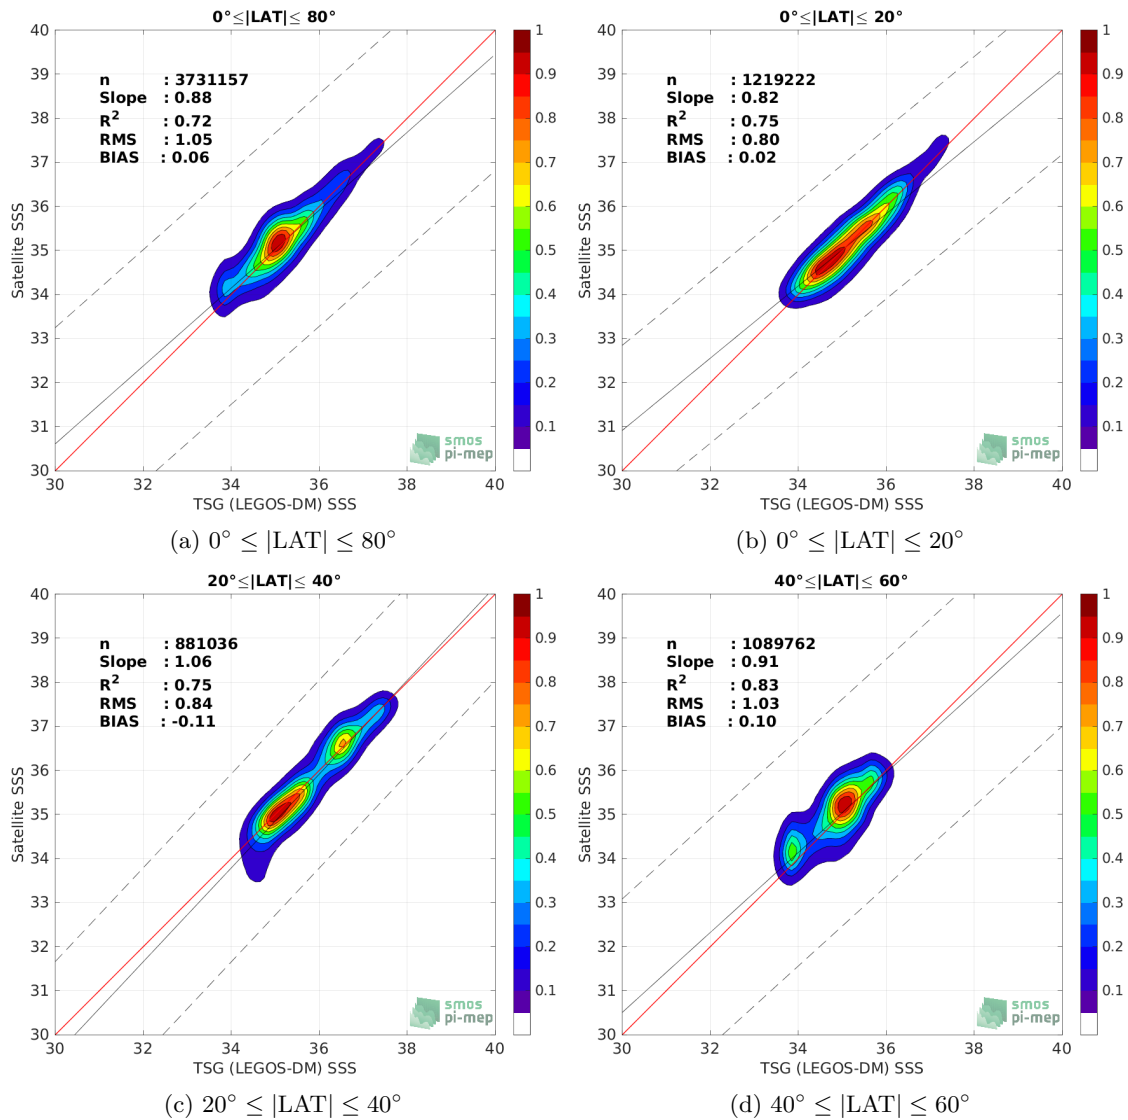 0°≤|LAT|≤ 80°
40
39
38
37
36
35
34
33
32
31
30
Satellite SSS
n : 3731157
Slope : 0.88
R² : 0.72
RMS : 1.05
BIAS : 0.06
smos
pi-mep
30 32 34 36 38 40
TSG (LEGOS-DM) SSS
1
0.9
0.8
0.7
0.6
0.5
0.4
0.3
0.2
0.1
(a) 0° ≤ |LAT| ≤ 80°
0°≤|LAT|≤ 20°
40
39
38
37
36
35
34
33
32
31
30
Satellite SSS
n : 1219222
Slope : 0.82
R² : 0.75
RMS : 0.80
BIAS : 0.02
smos
pi-mep
30 32 34 36 38 40
TSG (LEGOS-DM) SSS
1
0.9
0.8
0.7
0.6
0.5
0.4
0.3
0.2
0.1
(b) 0° ≤ |LAT| ≤ 20°
20°≤|LAT|≤ 40°
40
39
38
37
36
35
34
33
32
31
30
Satellite SSS
n : 881036
Slope : 1.06
R² : 0.75
RMS : 0.84
BIAS : -0.11
smos
pi-mep
30 32 34 36 38 40
TSG (LEGOS-DM) SSS
1
0.9
0.8
0.7
0.6
0.5
0.4
0.3
0.2
0.1
(c) 20° ≤ |LAT| ≤ 40°
40°≤|LAT|≤ 60°
40
39
38
37
36
35
34
33
32
31
30
Satellite SSS
n : 1089762
Slope : 0.91
R² : 0.83
RMS : 1.03
BIAS : 0.10
smos
pi-mep
30 32 34 36 38 40
TSG (LEGOS-DM) SSS
1
0.9
0.8
0.7
0.6
0.5
0.4
0.3
0.2
0.1
(d) 40° ≤ |LAT| ≤ 60°